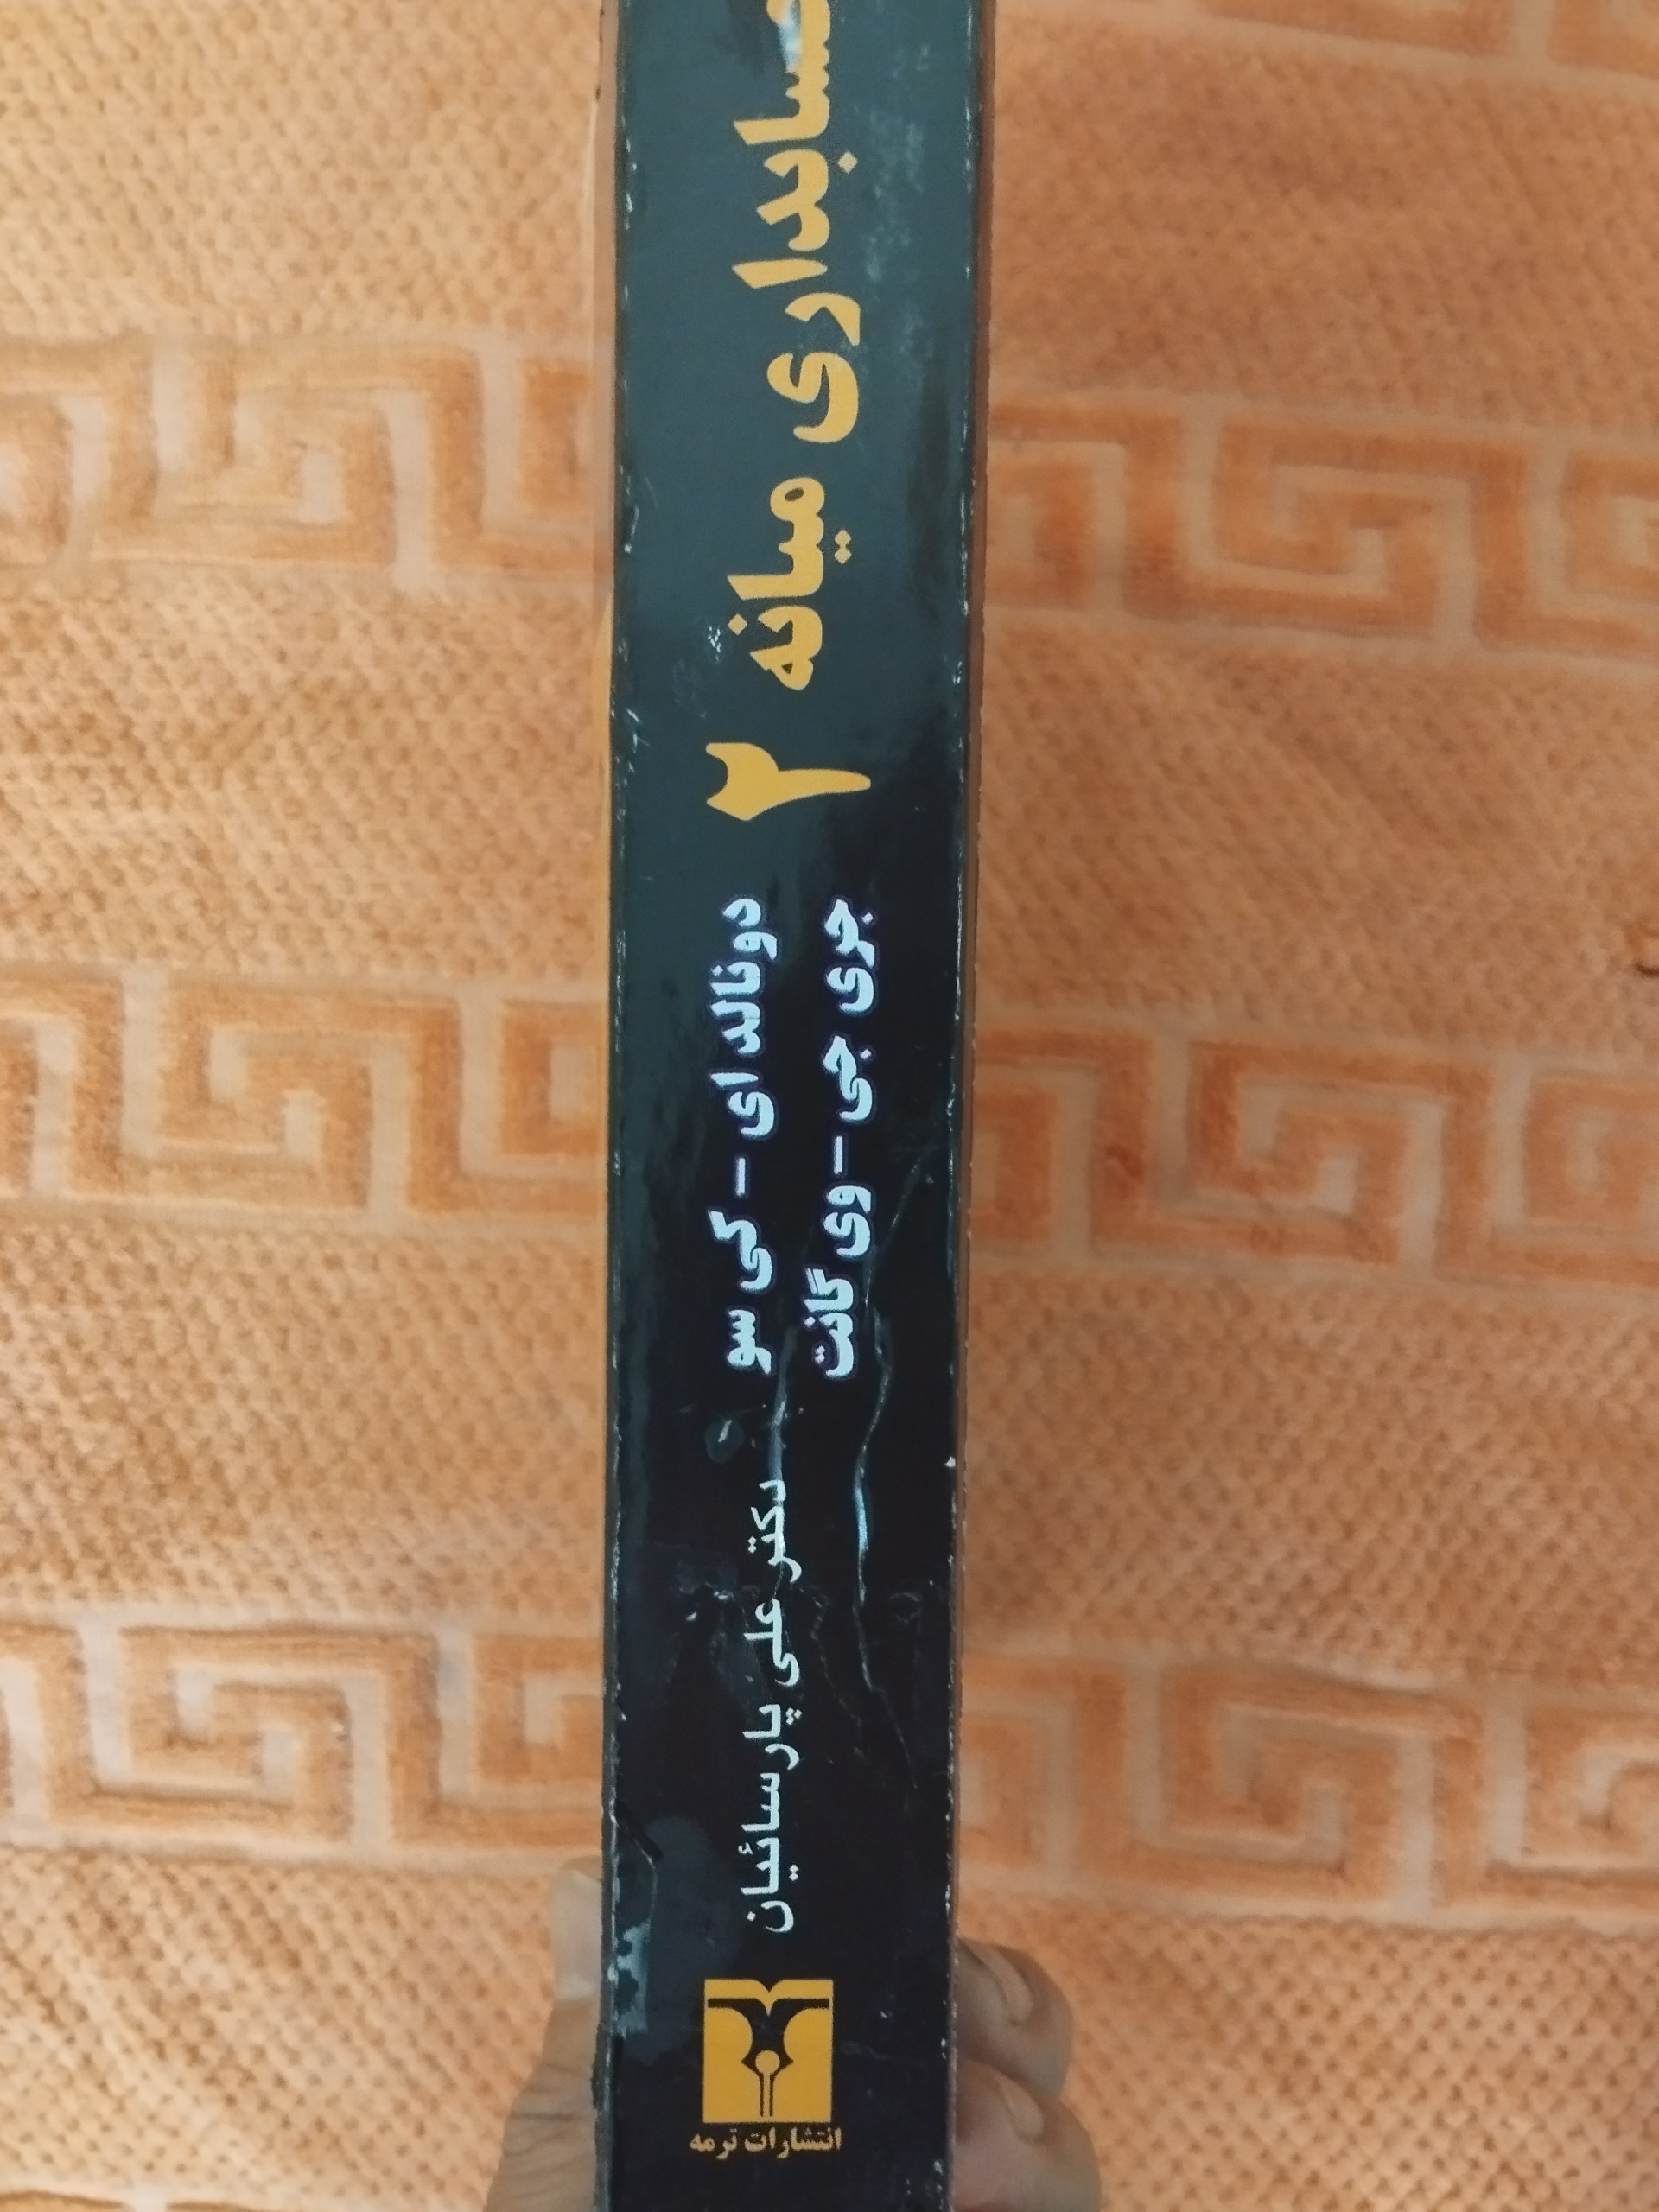 حسابداری میانه ۲
دونالد ای - کی سو
جری جی - وی گانت
دکتر علی پارسائیان
انتشارات ترمه